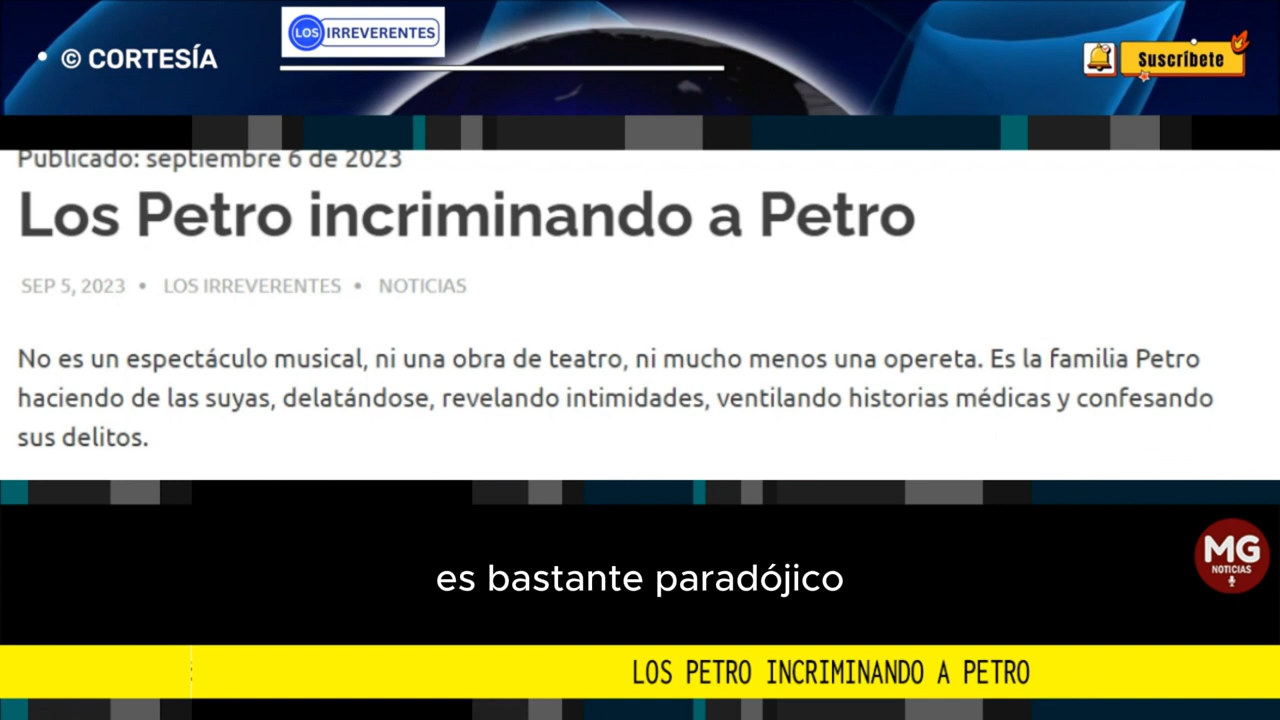 © CORTESÍA
LOS IRREVERENTES
Suscríbete
Publicado: septiembre 6 de 2023
Los Petro incriminando a Petro
SEP 5, 2023 • LOS IRREVERENTES • NOTICIAS
No es un espectáculo musical, ni una obra de teatro, ni mucho menos una opereta. Es la familia Petro
haciendo de las suyas, delatándose, revelando intimidades, ventilando historias médicas y confesando
sus delitos.
MG
NOTICIAS
es bastante paradójico
LOS PETRO INCRIMINANDO A PETRO